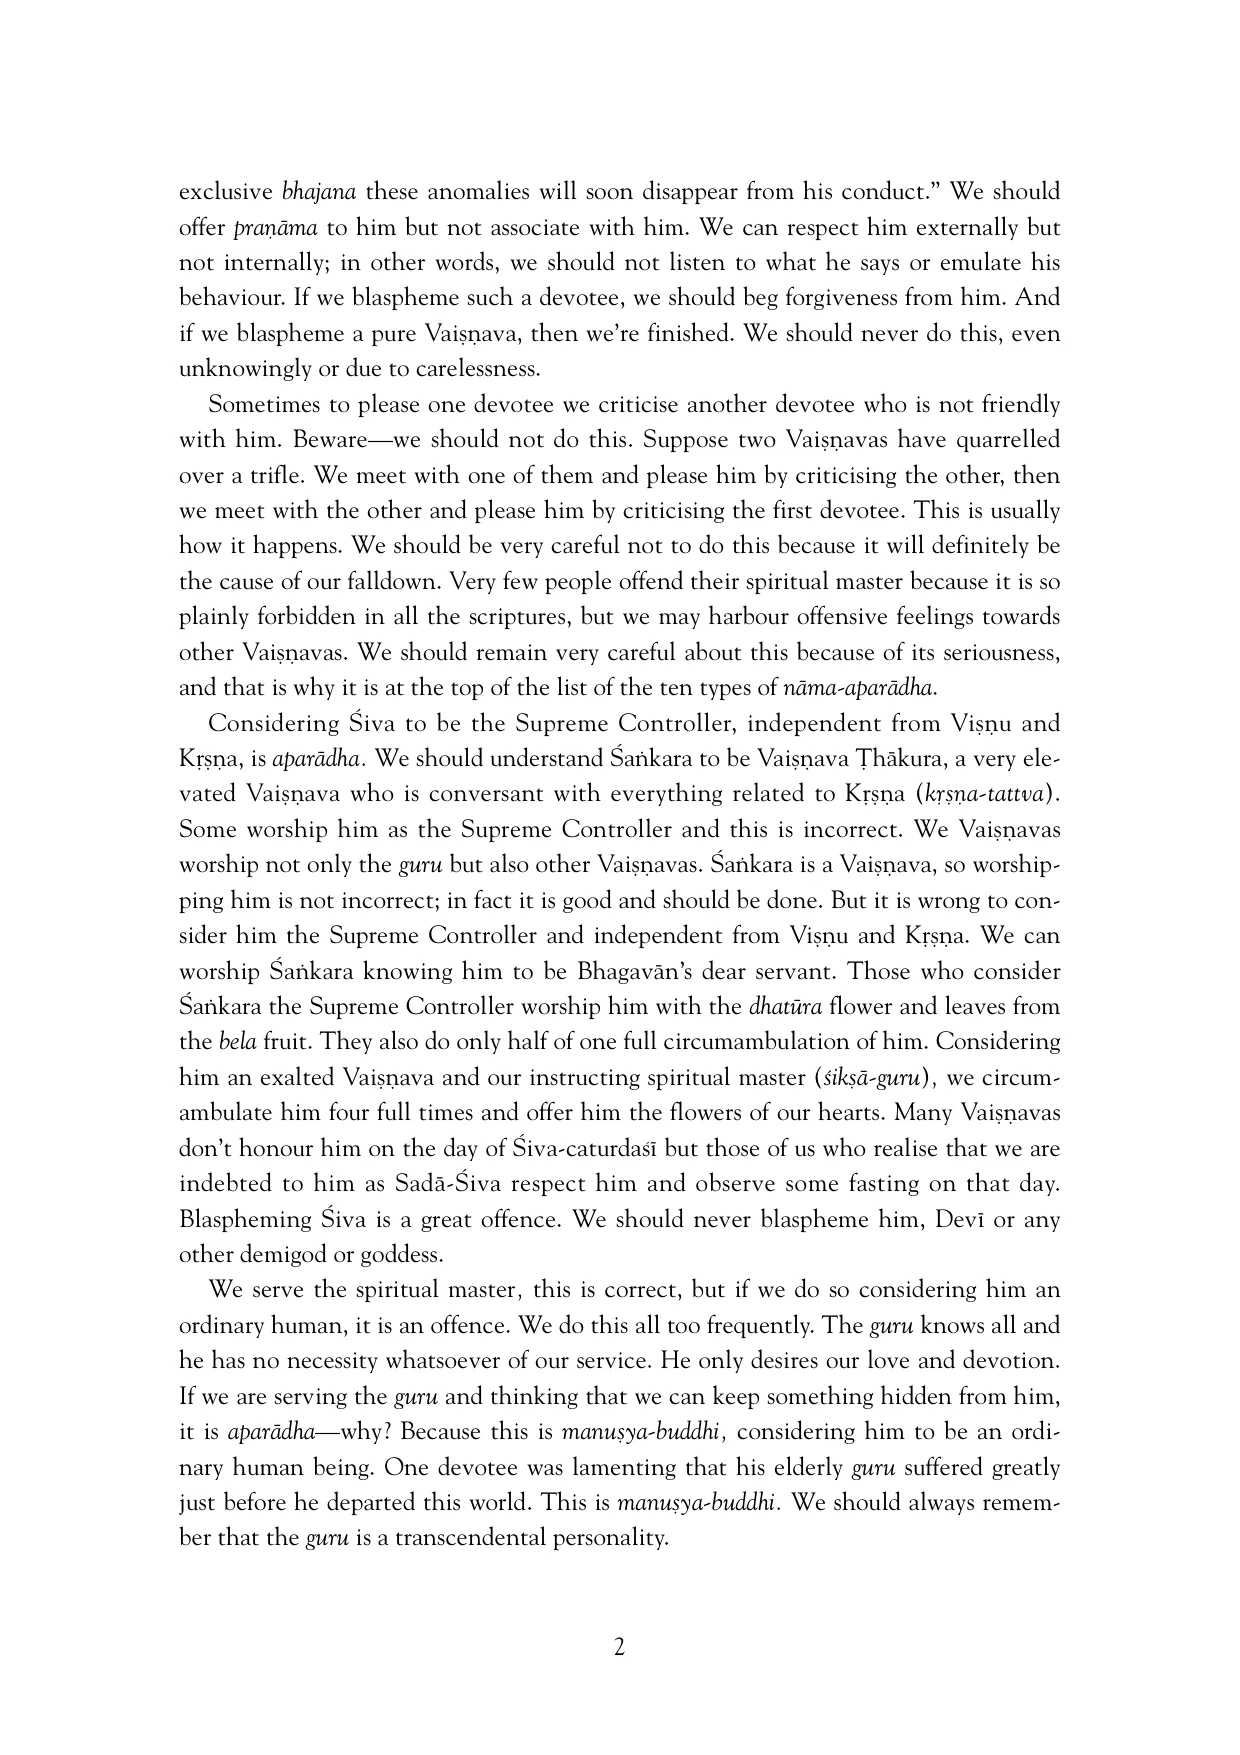 exclusive bhajana these anomalies will soon disappear from his conduct.” We should
offer praṇāma to him but not associate with him. We can respect him externally but
not internally; in other words, we should not listen to what he says or emulate his
behaviour. If we blaspheme such a devotee, we should beg forgiveness from him. And
if we blaspheme a pure Vaiṣṇava, then we’re finished. We should never do this, even
unknowingly or due to carelessness.
Sometimes to please one devotee we criticise another devotee who is not friendly
with him. Beware—we should not do this. Suppose two Vaiṣṇavas have quarrelled
over a trifle. We meet with one of them and please him by criticising the other, then
we meet with the other and please him by criticising the first devotee. This is usually
how it happens. We should be very careful not to do this because it will definitely be
the cause of our falldown. Very few people offend their spiritual master because it is so
plainly forbidden in all the scriptures, but we may harbour offensive feelings towards
other Vaiṣṇavas. We should remain very careful about this because of its seriousness,
and that is why it is at the top of the list of the ten types of nāma-aparādha.
Considering Śiva to be the Supreme Controller, independent from Viṣṇu and
Kṛṣṇa, is aparādha. We should understand Śaṅkara to be Vaiṣṇava Ṭhākura, a very ele-
vated Vaiṣṇava who is conversant with everything related to Kṛṣṇa (kṛṣṇa-tattva).
Some worship him as the Supreme Controller and this is incorrect. We Vaiṣṇavas
worship not only the guru but also other Vaiṣṇavas. Śaṅkara is a Vaiṣṇava, so worship-
ping him is not incorrect; in fact it is good and should be done. But it is wrong to con-
sider him the Supreme Controller and independent from Viṣṇu and Kṛṣṇa. We can
worship Śaṅkara knowing him to be Bhagavān’s dear servant. Those who consider
Śaṅkara the Supreme Controller worship him with the dhatūra flower and leaves from
the bela fruit. They also do only half of one full circumambulation of him. Considering
him an exalted Vaiṣṇava and our instructing spiritual master (śikṣā-guru), we circum-
ambulate him four full times and offer him the flowers of our hearts. Many Vaiṣṇavas
don’t honour him on the day of Śiva-caturdaśī but those of us who realise that we are
indebted to him as Sadā-Śiva respect him and observe some fasting on that day.
Blaspheming Śiva is a great offence. We should never blaspheme him, Devī or any
other demigod or goddess.
We serve the spiritual master, this is correct, but if we do so considering him an
ordinary human, it is an offence. We do this all too frequently. The guru knows all and
he has no necessity whatsoever of our service. He only desires our love and devotion.
If we are serving the guru and thinking that we can keep something hidden from him,
it is aparādha—why? Because this is manuṣya-buddhi, considering him to be an ordi-
nary human being. One devotee was lamenting that his elderly guru suffered greatly
just before he departed this world. This is manuṣya-buddhi. We should always remem-
ber that the guru is a transcendental personality.
2